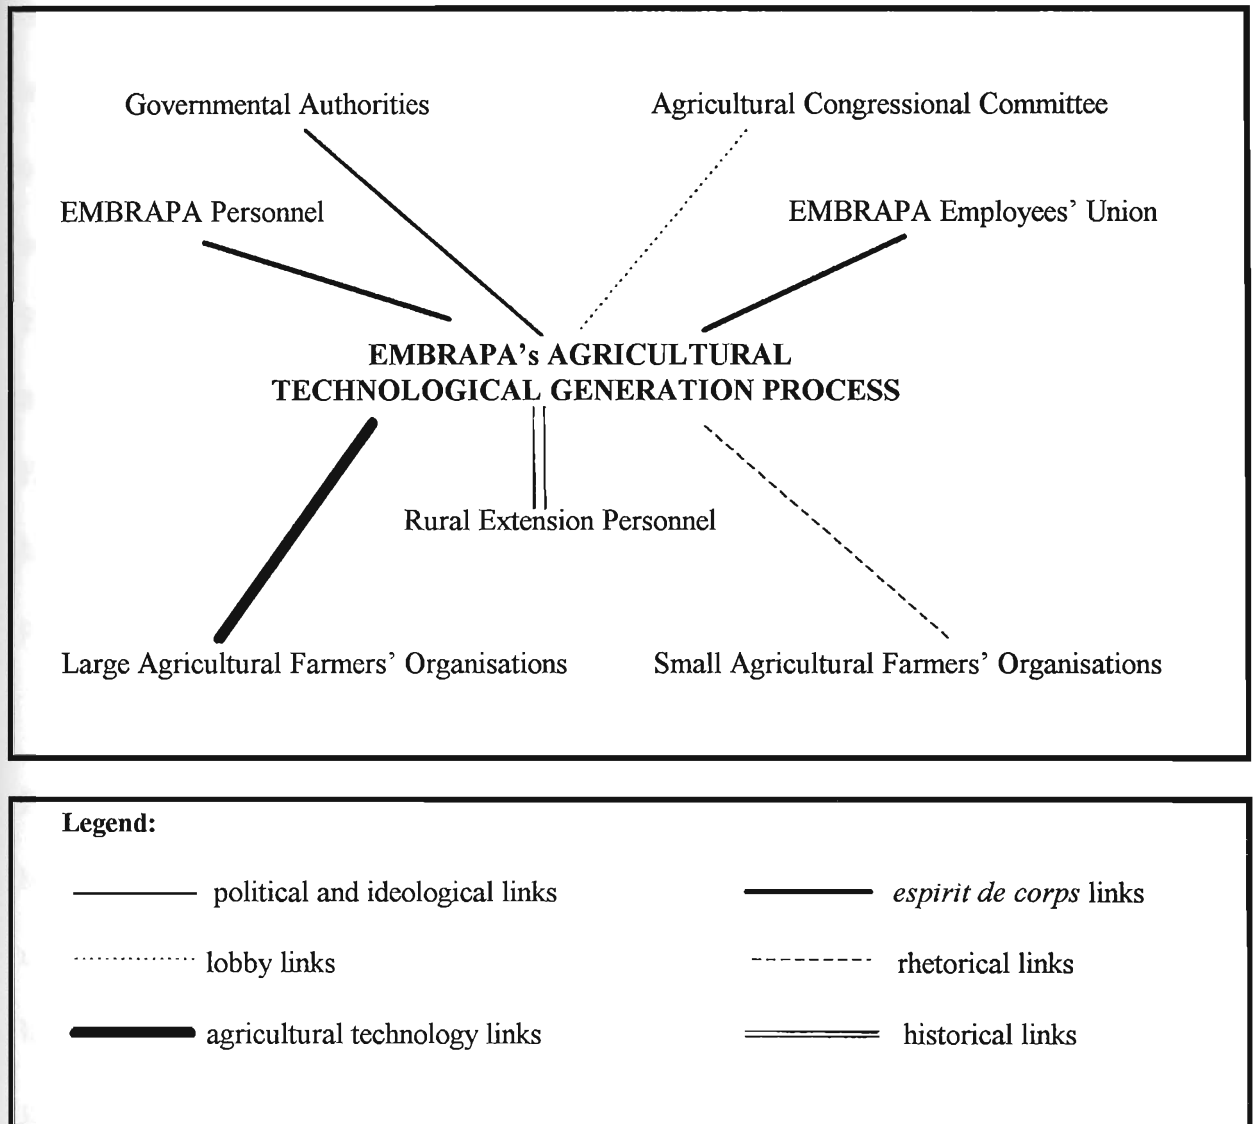 Governmental Authorities
Agricultural Congressional Committee
EMBRAPA Personnel
EMBRAPA Employees' Union
EMBRAPA's AGRICULTURAL
TECHNOLOGICAL GENERATION PROCESS
Rural Extension Personnel
Large Agricultural Farmers' Organisations
Small Agricultural Farmers' Organisations
Legend:
political and ideological links
espirit de corps links
lobby links
rhetorical links
agricultural technology links
historical links